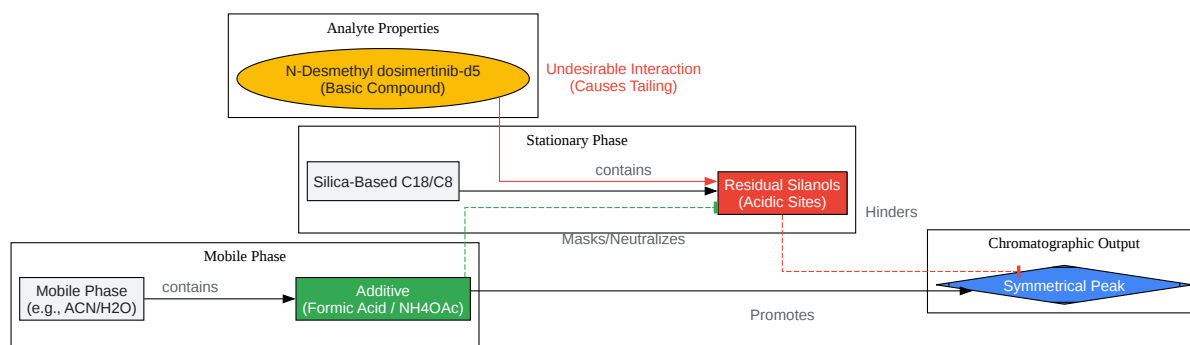 Analyte Properties
N-Desmethyl dosimertinib-d5
(Basic Compound)
Undesirable Interaction
(Causes Tailing)
Stationary Phase
Silica-Based C18/C8
contains
Residual Silanols
(Acidic Sites)
Hinders
Masks/Neutralizes
Mobile Phase
Mobile Phase
(e.g., ACN/H2O)
contains
Additive
(Formic Acid / NH4OAc)
Promotes
Chromatographic Output
Symmetrical Peak